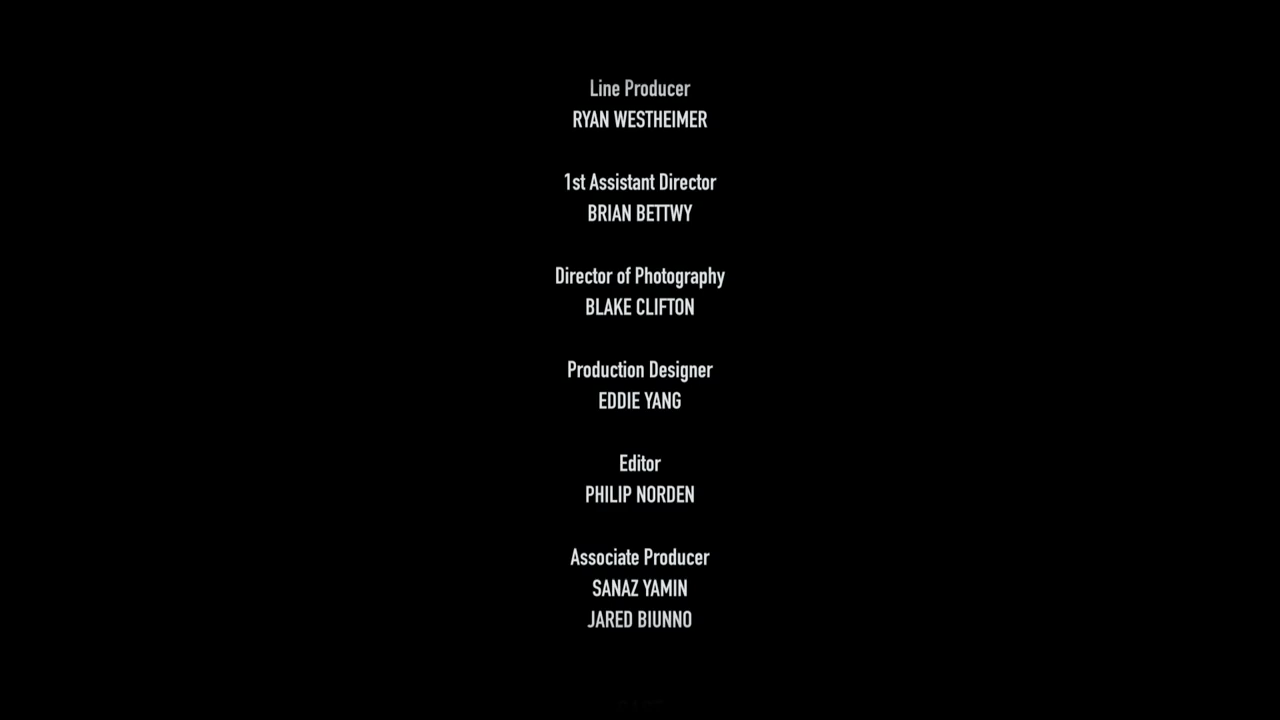 Line Producer
RYAN WESTHEIMER
1st Assistant Director
BRIAN BETTWY
Director of Photography
BLAKE CLIFTON
Production Designer
EDDIE YANG
Editor
PHILIP NORDEN
Associate Producer
SANAZ YAMIN
JARED BIUNNO